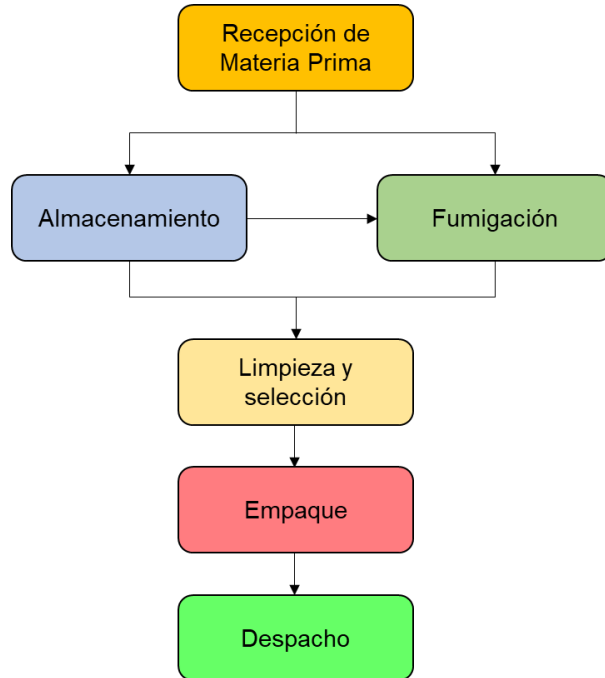 Recepción de
Materia Prima
Almacenamiento
Fumigación
Limpieza y
selección
Empaque
Despacho